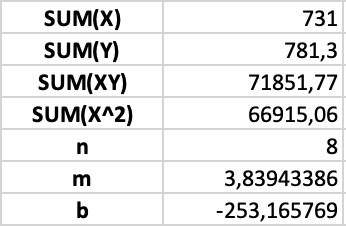 SUM(X) 731
SUM(Y) 781,3
SUM(XY) 71851,77
SUM(X^2) 66915,06
n 8
m 3,83943386
b -253,165769